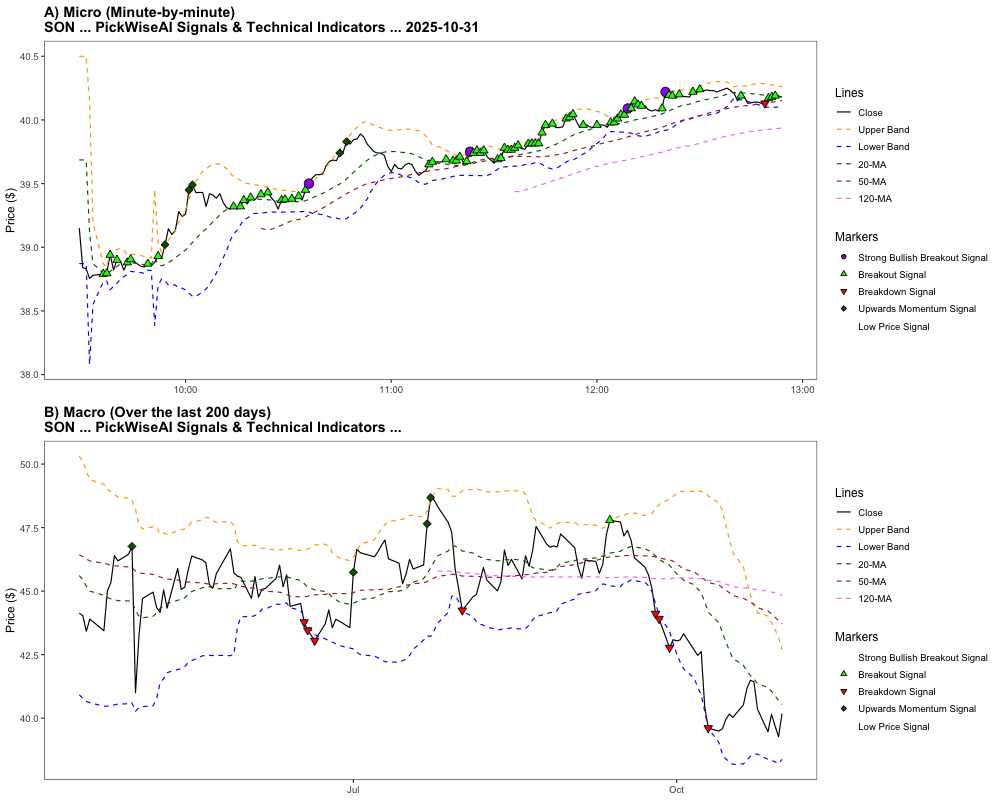 A) Micro (Minute-by-minute)
SON ... PickWiseAI Signals & Technical Indicators ... 2025-10-31
Price ($)
40.5
40.0
39.5
39.0
38.5
38.0
10:00
11:00
12:00
13:00
Lines
Close
Upper Band
Lower Band
20-MA
50-MA
120-MA
Markers
Strong Bullish Breakout Signal
Breakout Signal
Breakdown Signal
Upwards Momentum Signal
Low Price Signal
B) Macro (Over the last 200 days)
SON ... PickWiseAI Signals & Technical Indicators ...
Price ($)
50.0
47.5
45.0
42.5
40.0
Jul
Oct
Lines
Close
Upper Band
Lower Band
20-MA
50-MA
120-MA
Markers
Strong Bullish Breakout Signal
Breakout Signal
Breakdown Signal
Upwards Momentum Signal
Low Price Signal